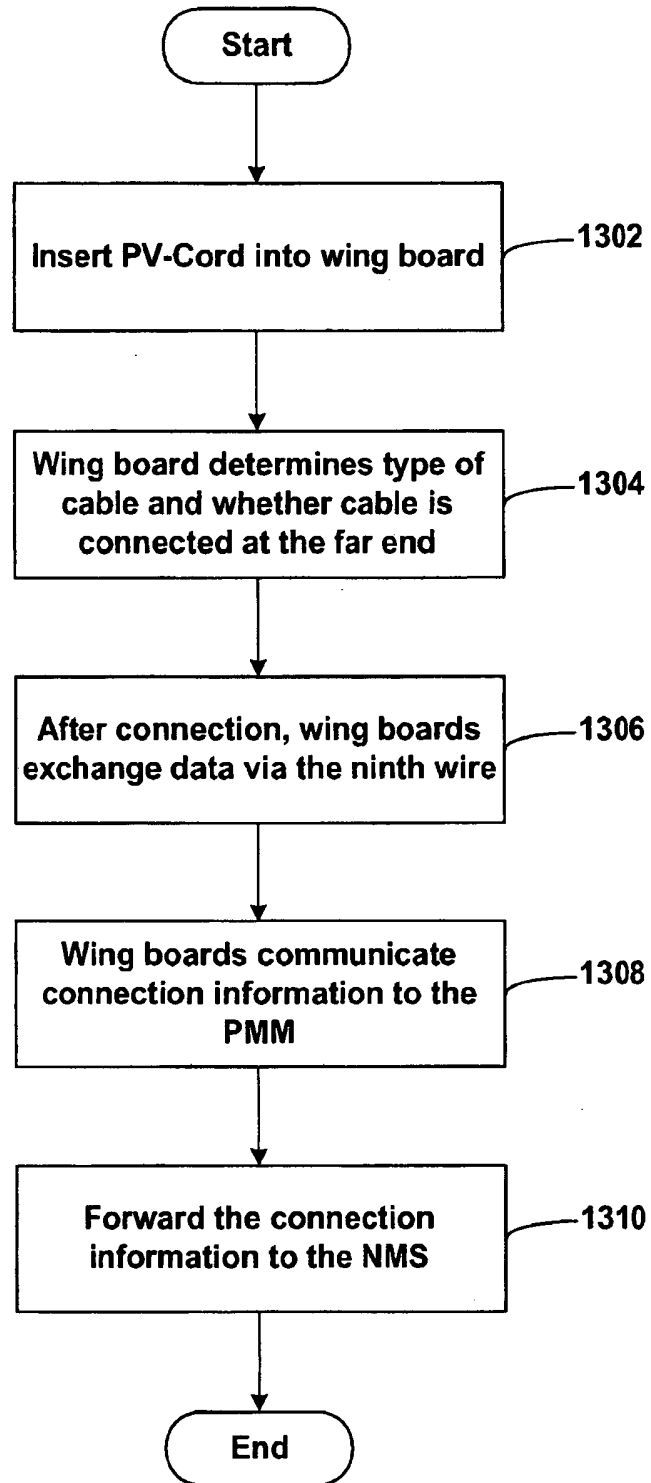 Start
Insert PV-Cord into wing board
1302
Wing board determines type of
cable and whether cable is
connected at the far end
1304
After connection, wing boards
exchange data via the ninth wire
1306
Wing boards communicate
connection information to the
PMM
1308
Forward the connection
information to the NMS
1310
End